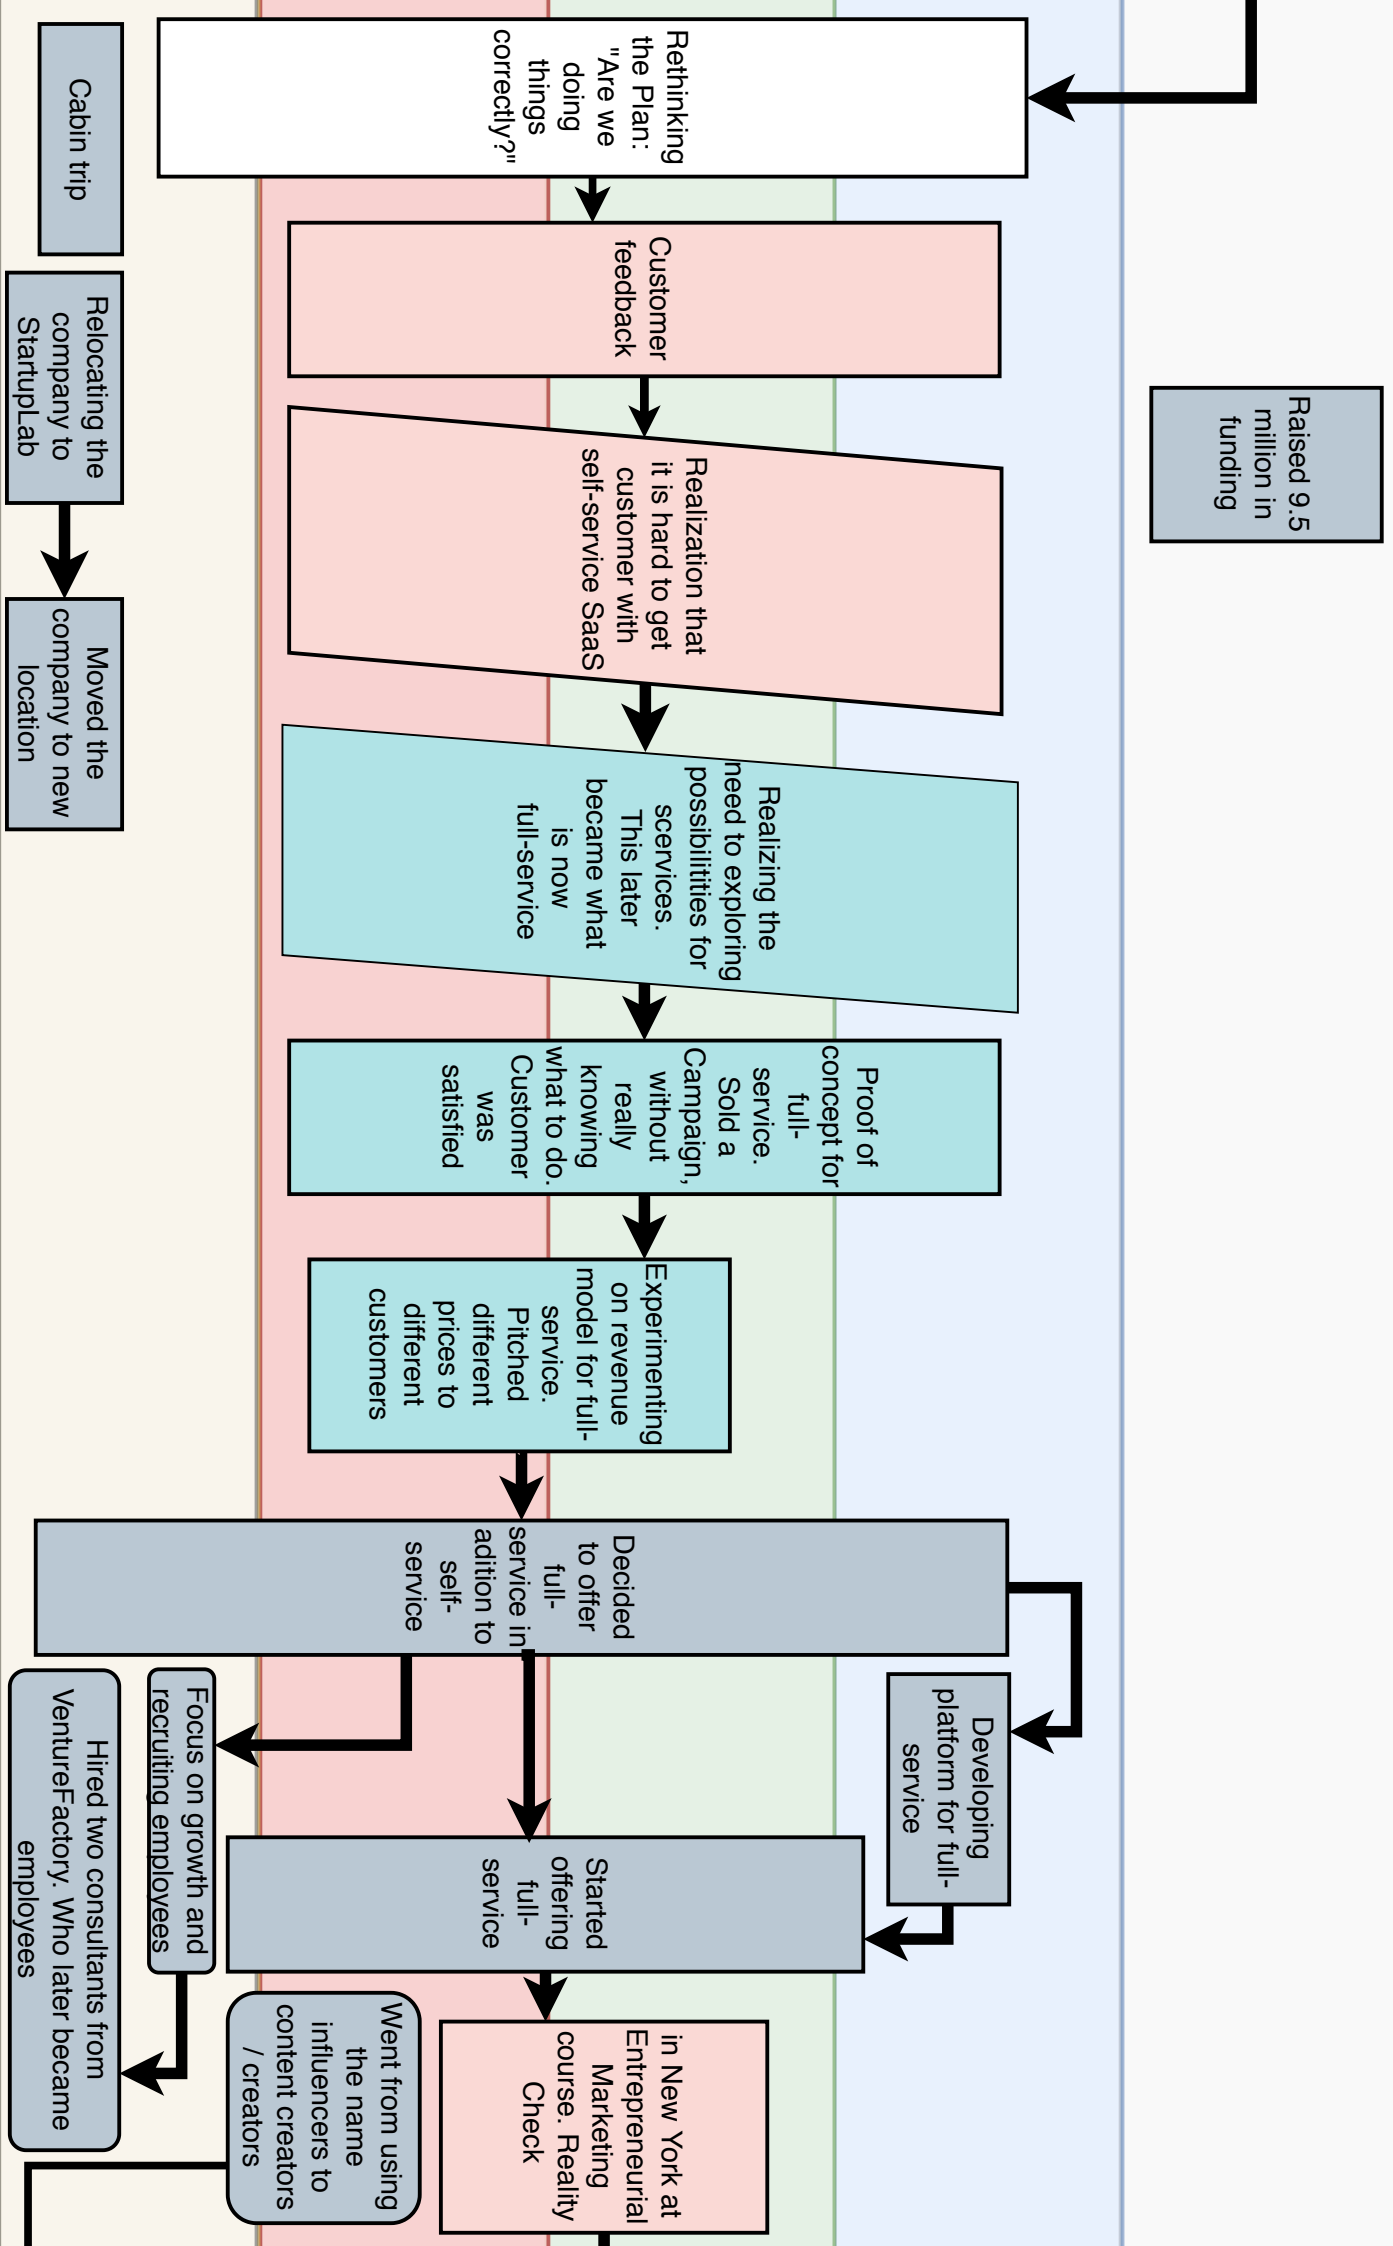 Raised 9.5
million in
funding
Rethinking
the Plan:
"Are we
doing
things
correctly?"
Customer
feedback
Realization that
it is hard to get
customer with
self-service SaaS
Realizing the
need to exploring
possibilitities for
scervices.
This later
became what
is now
full-service
Proof of
concept for
full-
service.
Sold a
Campaign,
without
really
knowing
what to do.
Customer
was
satisfied
Experimenting
on revenue
model for full-
service.
Pitched
different
prices to
different
customers
Decided
to offer
full-
service in
adition to
self-
service
Developing
platform for full-
service
Started
offering
full-
service
in New York at
Entrepreneurial
Marketing
course. Reality
Check
Went from using
the name
influencers to
content creators
/ creators
Focus on growth and
recruiting employees
Hired two consultants from
VentureFactory. Who later became
employees
Cabin trip
Relocating the
company to
StartupLab
Moved the
company to new
location